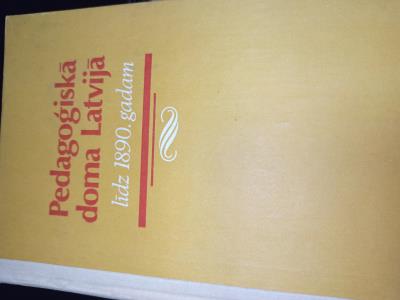 Pedagoģiskā
doma Latvijā
līdz 1890. gadam